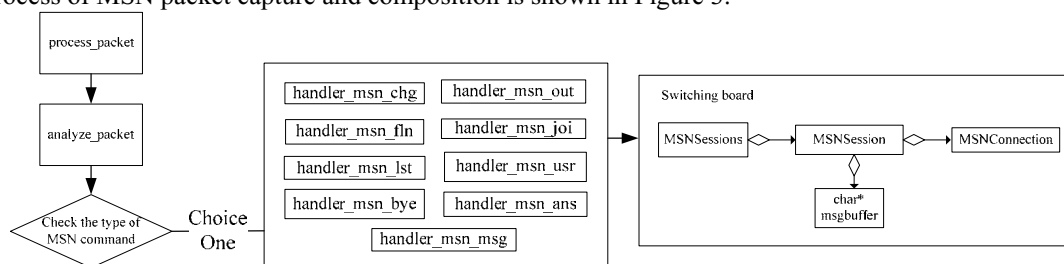 rocess of MSN packet capture and composition is shown in Figure 3.
process_packet
analyze_packet
Check the type of
MSN command
Choice
One
handler_msn_chg
handler_msn_out
handler_msn_fln
handler_msn_joi
handler_msn_lst
handler_msn_usr
handler_msn_bye
handler_msn_ans
handler_msn_msg
Switching board
MSNSessions
MSNSession
MSNConnection
char*
msgbuffer